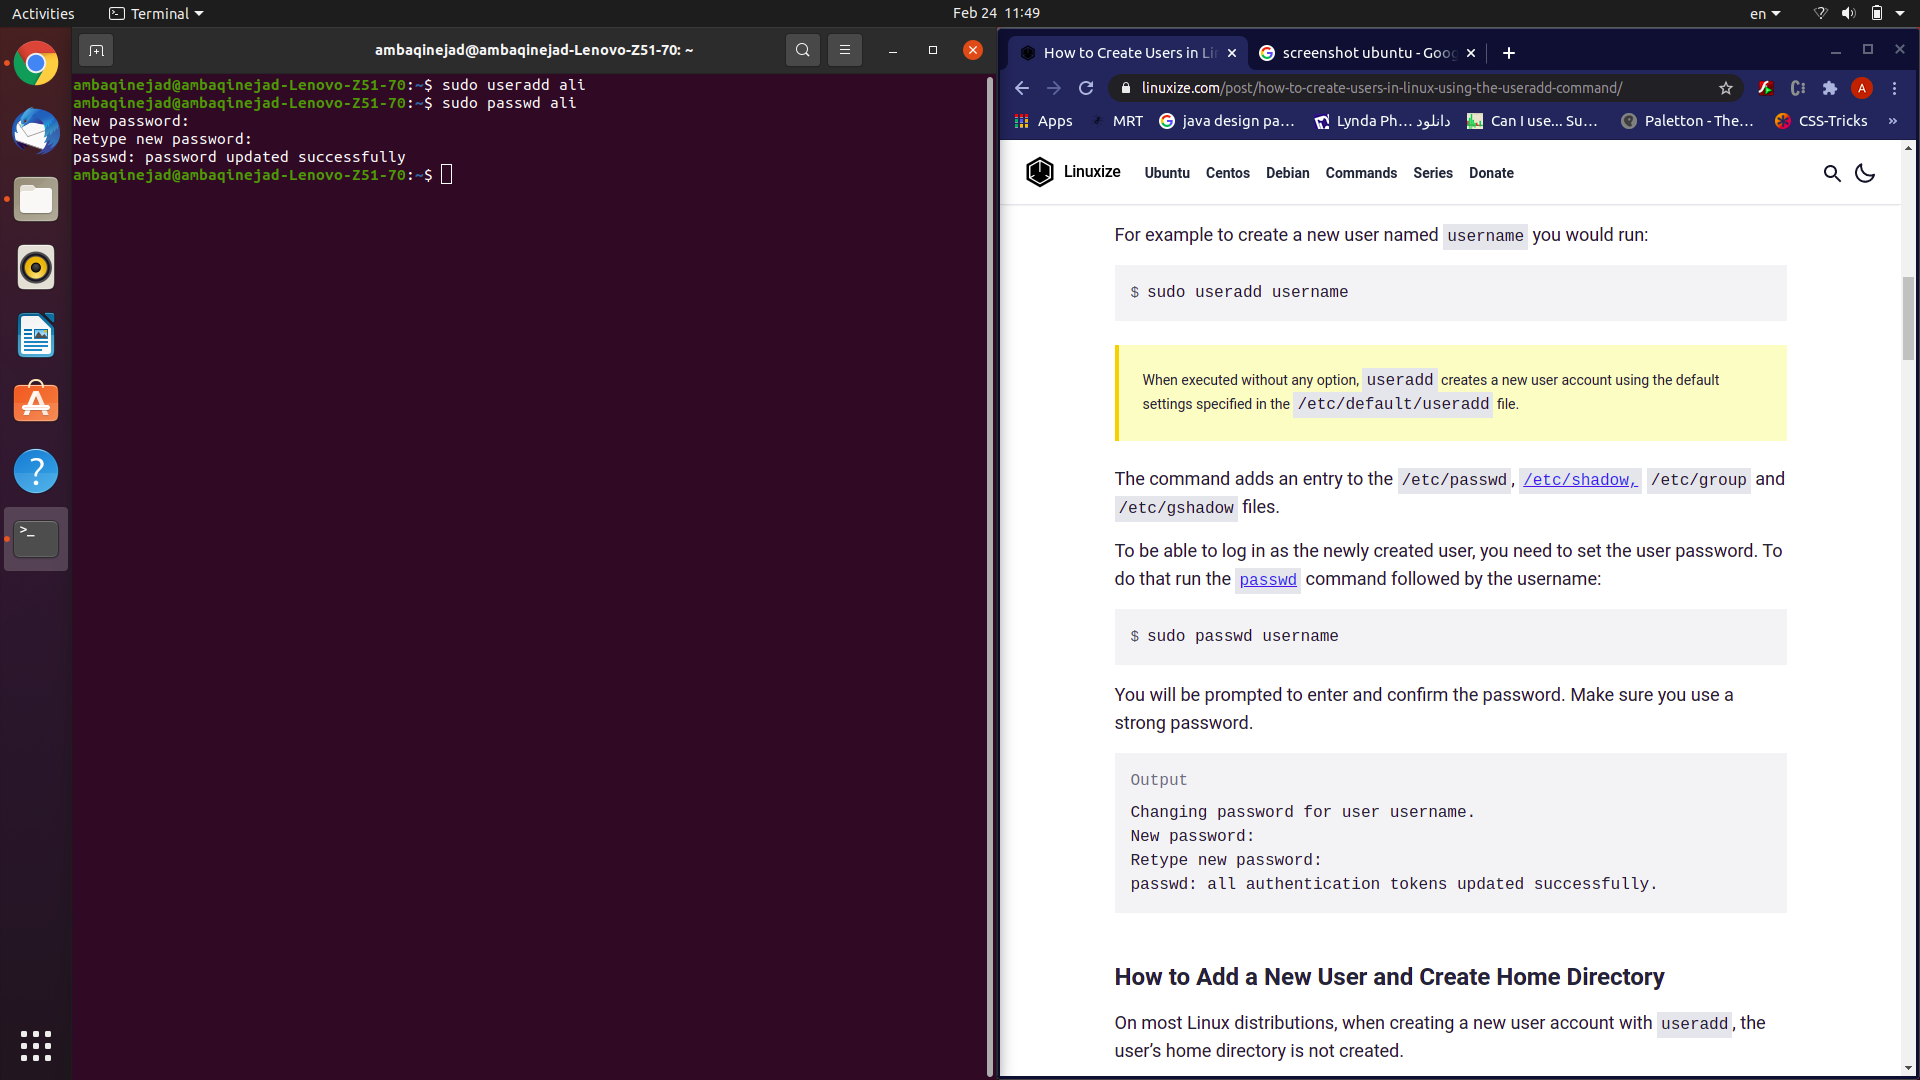 Activities
Terminal
Feb 24 11:49
en
ambaqinejad@ambaqinejad-Lenovo-Z51-70: ~
ambaqinejad@ambaqinejad-Lenovo-Z51-70:~$ sudo useradd ali
ambaqinejad@ambaqinejad-Lenovo-Z51-70:~$ sudo passwd ali
New password:
Retype new password:
passwd: password updated successfully
ambaqinejad@ambaqinejad-Lenovo-Z51-70:~$
How to Create Users in Li
screenshot ubuntu - Goog
linuxize.com/post/how-to-create-users-in-linux-using-the-useradd-command/
A
Apps
MRT
java design pa...
Lynda Ph... دانلود
Can I use... Su...
Paletton - The...
CSS-Tricks
»
Linuxize
Ubuntu
Centos
Debian
Commands
Series
Donate
For example to create a new user named username you would run:
$ sudo useradd username
When executed without any option, useradd creates a new user account using the default
settings specified in the /etc/default/useradd file.
The command adds an entry to the /etc/passwd, /etc/shadow, /etc/group and
/etc/gshadow files.
To be able to log in as the newly created user, you need to set the user password. To
do that run the passwd command followed by the username:
$ sudo passwd username
You will be prompted to enter and confirm the password. Make sure you use a
strong password.
Output
Changing password for user username.
New password:
Retype new password:
passwd: all authentication tokens updated successfully.
How to Add a New User and Create Home Directory
On most Linux distributions, when creating a new user account with useradd, the
user’s home directory is not created.